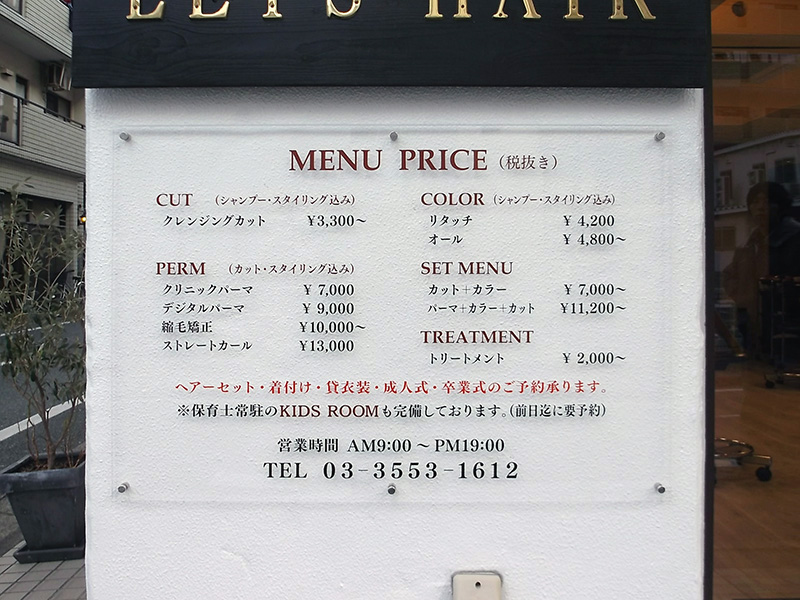 LET'S HAIR
MENU PRICE (税抜き)
CUT (シャンプー・スタイリング込み)
クレンジングカット ¥3,300~
PERM (カット・スタイリング込み)
クリニックパーマ ¥ 7,000
デジタルパーマ ¥ 9,000
縮毛矯正 ¥10,000~
ストレートカール ¥13,000
COLOR (シャンプー・スタイリング込み)
リタッチ ¥ 4,200
オール ¥ 4,800~
SET MENU
カット+カラー ¥ 7,000~
パーマ+カラー+カット ¥11,200~
TREATMENT
トリートメント ¥ 2,000~
ヘアーセット・着付け・貸衣装・成人式・卒業式のご予約承ります。
※保育士常駐のKIDS ROOMも完備しております。(前日迄に要予約)
営業時間 AM9:00 ~ PM19:00
TEL 03-3553-1612